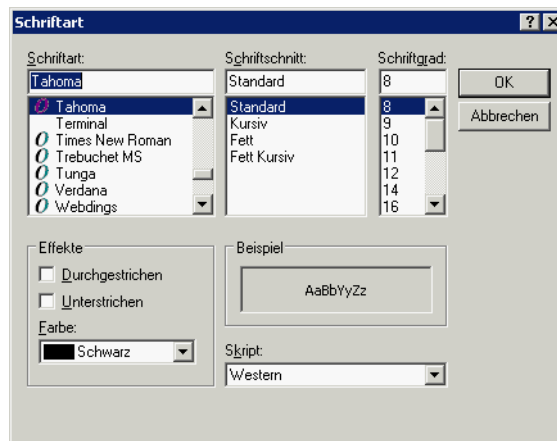 Schriftart
Schriftart:
Tahoma
Tahoma
Terminal
Times New Roman
Trebuchet MS
Tunga
Verdana
Webdings
Schriftschnitt:
Standard
Standard
Kursiv
Fett
Fett Kursiv
Schriftgrad:
8
8
9
10
11
12
14
16
OK
Abbrechen
Effekte
Durchgestrichen
Unterstrichen
Farbe:
Schwarz
Beispiel
AaBbYyZz
Skript:
Western